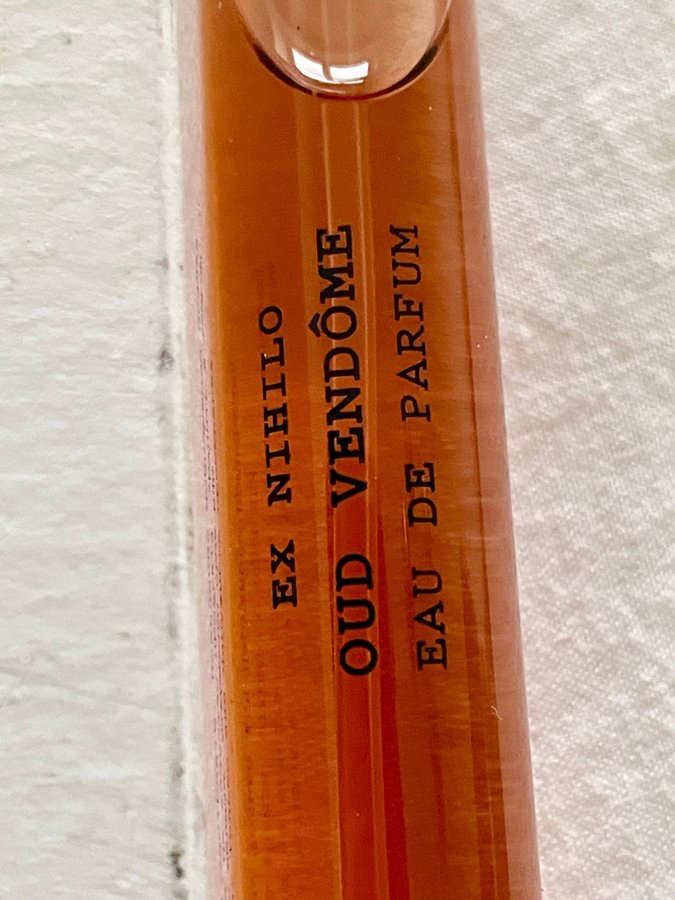 EX NIHILO
OUD VENDÔME
EAU DE PARFUM